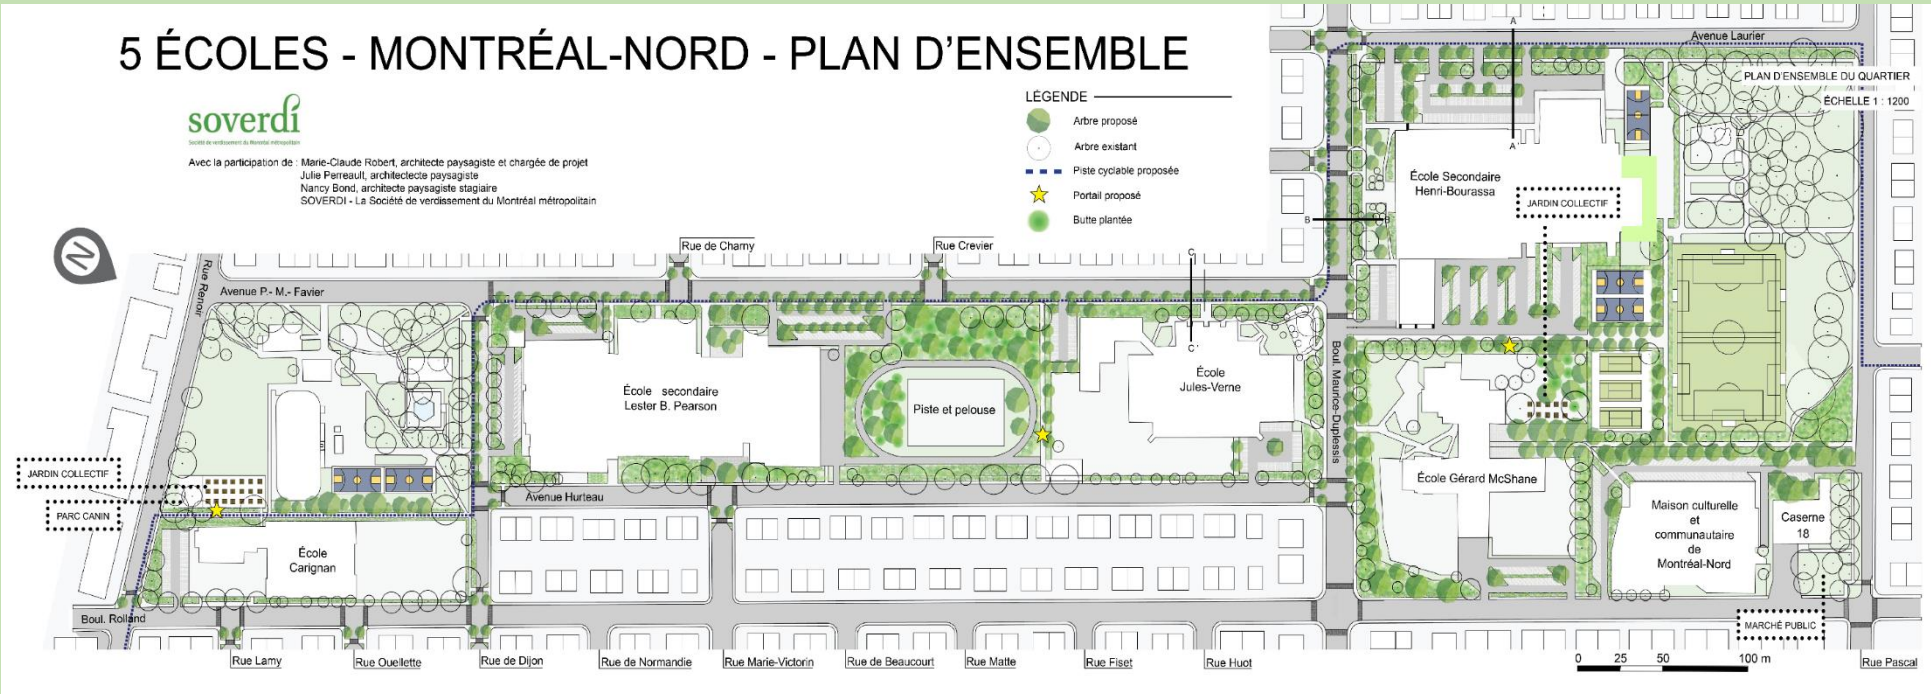 5 ÉCOLES - MONTRÉAL-NORD - PLAN D'ENSEMBLE
soverdi
Société de verdissement du Montréal métropolitain
Avec la participation de : Marie-Claude Robert, architecte paysagiste et chargée de projet
Julie Perreault, architectecte paysagiste
Nancy Bond, architecte paysagiste stagiaire
SOVERDI - La Société de verdissement du Montréal métropolitain
LÉGENDE
Arbre proposé
Arbre existant
Piste cyclable proposée
Portail proposé
Butte plantée
Avenue Laurier
PLAN D'ENSEMBLE DU QUARTIER
ÉCHELLE 1 : 1200
A
A
École Secondaire
Henri-Bourassa
JARDIN COLLECTIF
B
B
N
Rue de Charny
Rue Crevier
C
C
Rue Renoir
Avenue P.- M.- Favier
École secondaire
Lester B. Pearson
Piste et pelouse
École
Jules-Verne
Boul. Maurice-Duplessis
JARDIN COLLECTIF
PARC CANIN
Avenue Hurteau
École Gérard McShane
École
Carignan
Maison culturelle
et
communautaire
de
Montréal-Nord
Caserne
18
Boul. Rolland
MARCHÉ PUBLIC
Rue Lamy
Rue Ouellette
Rue de Dijon
Rue de Normandie
Rue Marie-Victorin
Rue de Beaucourt
Rue Matte
Rue Fiset
Rue Huot
0 25 50 100 m
Rue Pascal